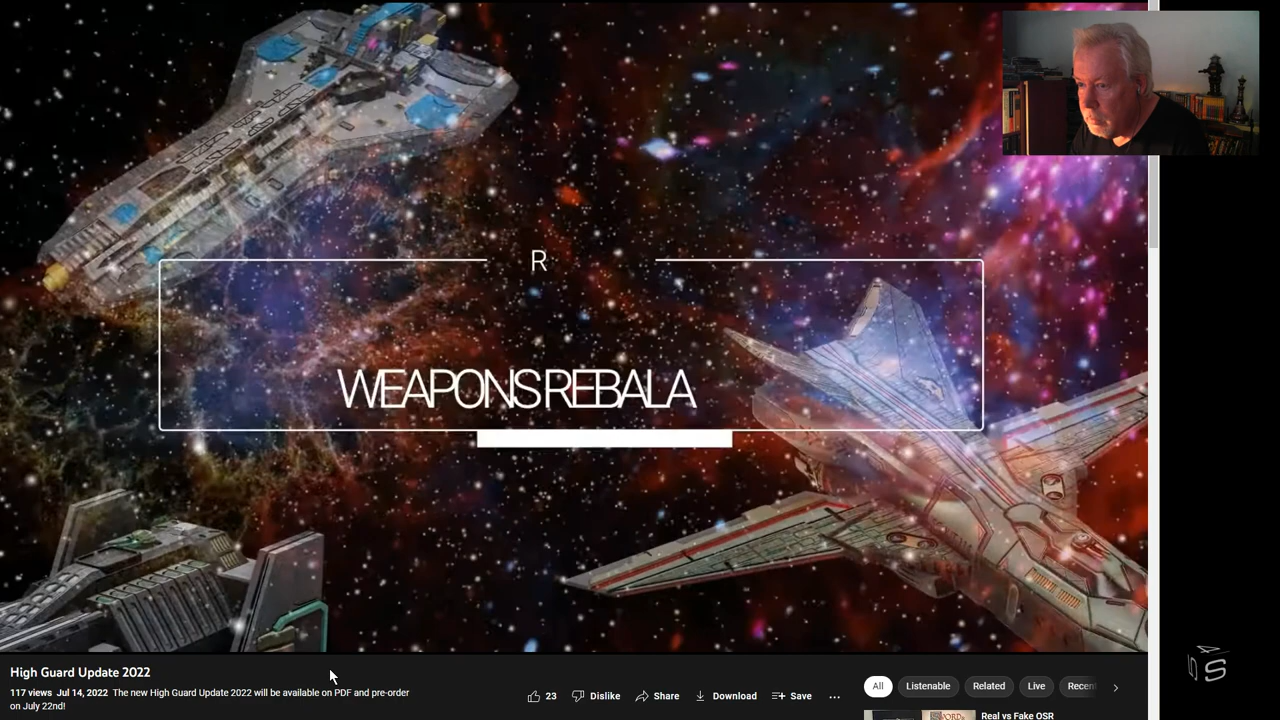 R
WEAPONS REBALA
High Guard Update 2022
117 views Jul 14, 2022 The new High Guard Update 2022 will be available on PDF and pre-order
on July 22nd!
23 Dislike Share Download Save ...
All Listenable Related Live Recen
Real vs Fake OSR